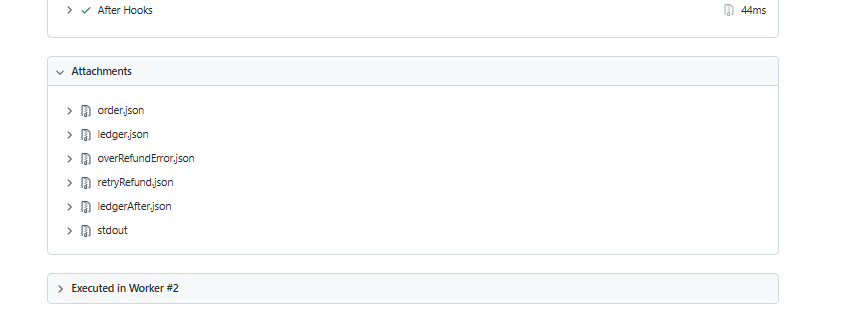 After Hooks 44ms
Attachments
order.json
ledger.json
overRefundError.json
retryRefund.json
ledgerAfter.json
stdout
Executed in Worker #2